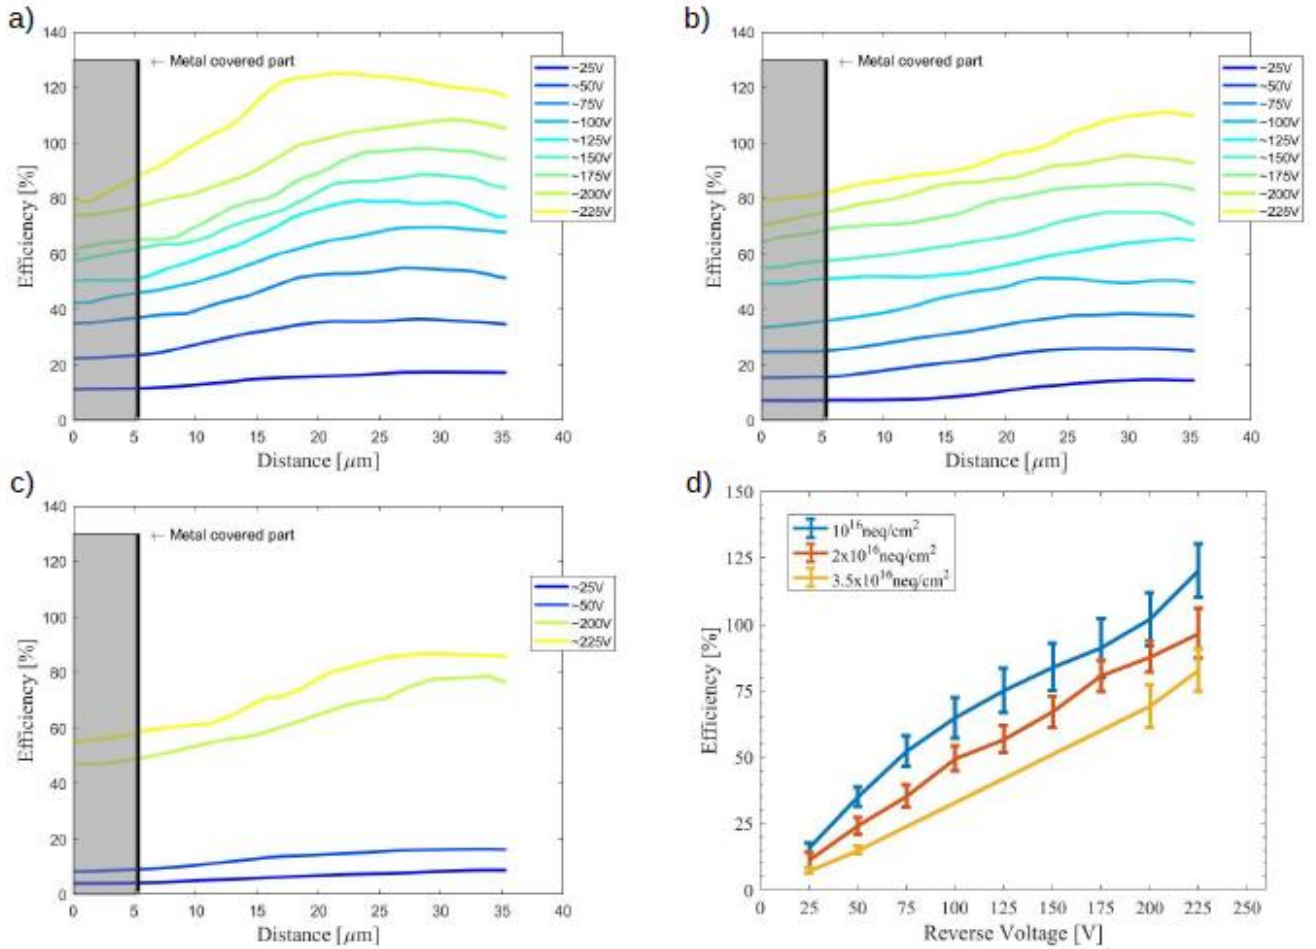 a)
140
120
100
80
60
40
20
0
Efficiency [%]
0 5 10 15 20 25 30 35 40
Distance [μm]
← Metal covered part
−25V
~50V
~75V
−100V
~125V
~150V
~175V
−200V
−225V
b)
140
120
100
80
60
40
20
0
Efficiency [%]
0 5 10 15 20 25 30 35 40
Distance [μm]
← Metal covered part
−25V
~50V
~75V
−100V
~125V
~150V
~175V
−200V
−225V
c)
140
120
100
80
60
40
20
0
Efficiency [%]
0 5 10 15 20 25 30 35 40
Distance [μm]
← Metal covered part
~25V
~50V
−200V
~225V
d)
150
125
100
75
50
25
0
Efficiency [%]
0 25 50 75 100 125 150 175 200 225 250
Reverse Voltage [V]
10¹⁶neq/cm²
2x10¹⁶neq/cm²
3.5x10¹⁶neq/cm²